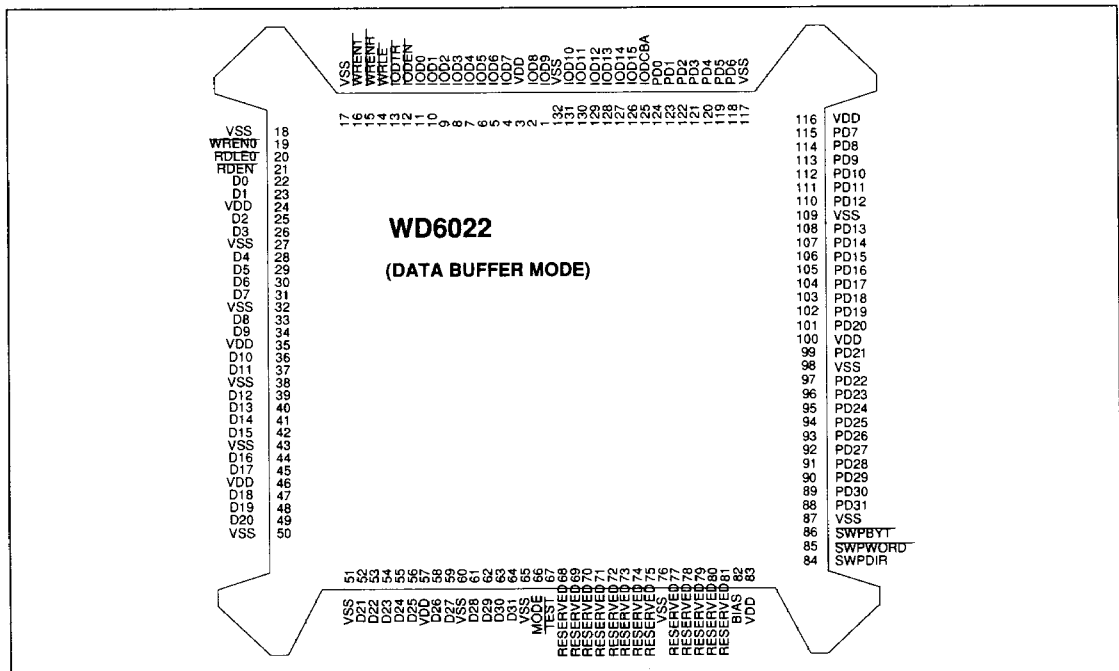 VSS
WRLE
IODTR
IODEN
IOD0
IOD1
IOD2
IOD3
IOD4
IOD5
IOD6
IOD7
VDD
IOD8
IOD9
VSS
IOD10
IOD11
IOD12
IOD13
IOD14
IOD15
IODCBA
PD0
PD1
PD2
PD3
PD4
PD5
PD6
VSS
17
16
15
14
13
12
11
10
9
8
7
6
5
4
3
2
1
132
131
130
129
128
127
126
125
124
123
122
121
120
119
118
117
VSS 18
WREN0 19
RDLE0 20
RDEN 21
D0 22
D1 23
VDD 24
D2 25
D3 26
VSS 27
D4 28
D5 29
D6 30
D7 31
VSS 32
D8 33
D9 34
VDD 35
D10 36
D11 37
VSS 38
D12 39
D13 40
D14 41
D15 42
VSS 43
D16 44
D17 45
VDD 46
D18 47
D19 48
D20 49
VSS 50
WD6022
(DATA BUFFER MODE)
116 VDD
115 PD7
114 PD8
113 PD9
112 PD10
111 PD11
110 PD12
109 VSS
108 PD13
107 PD14
106 PD15
105 PD16
104 PD17
103 PD18
102 PD19
101 PD20
100 VDD
99 PD21
98 VSS
97 PD22
96 PD23
95 PD24
94 PD25
93 PD26
92 PD27
91 PD28
90 PD29
89 PD30
88 PD31
87 VSS
86 SWPBYT
85 SWPWORD
84 SWPDIR
VSS 51
D21 52
D22 53
D23 54
D24 55
D25 56
VDD 57
D26 58
D27 59
VSS 60
D28 61
D29 62
D30 63
D31 64
VSS 65
MODE 66
TEST 67
RESERVED 68
RESERVED 69
RESERVED 70
RESERVED 71
RESERVED 72
RESERVED 73
RESERVED 74
RESERVED 75
VSS 76
RESERVED 77
RESERVED 78
RESERVED 79
RESERVED 80
RESERVED 81
BIAS 82
VDD 83